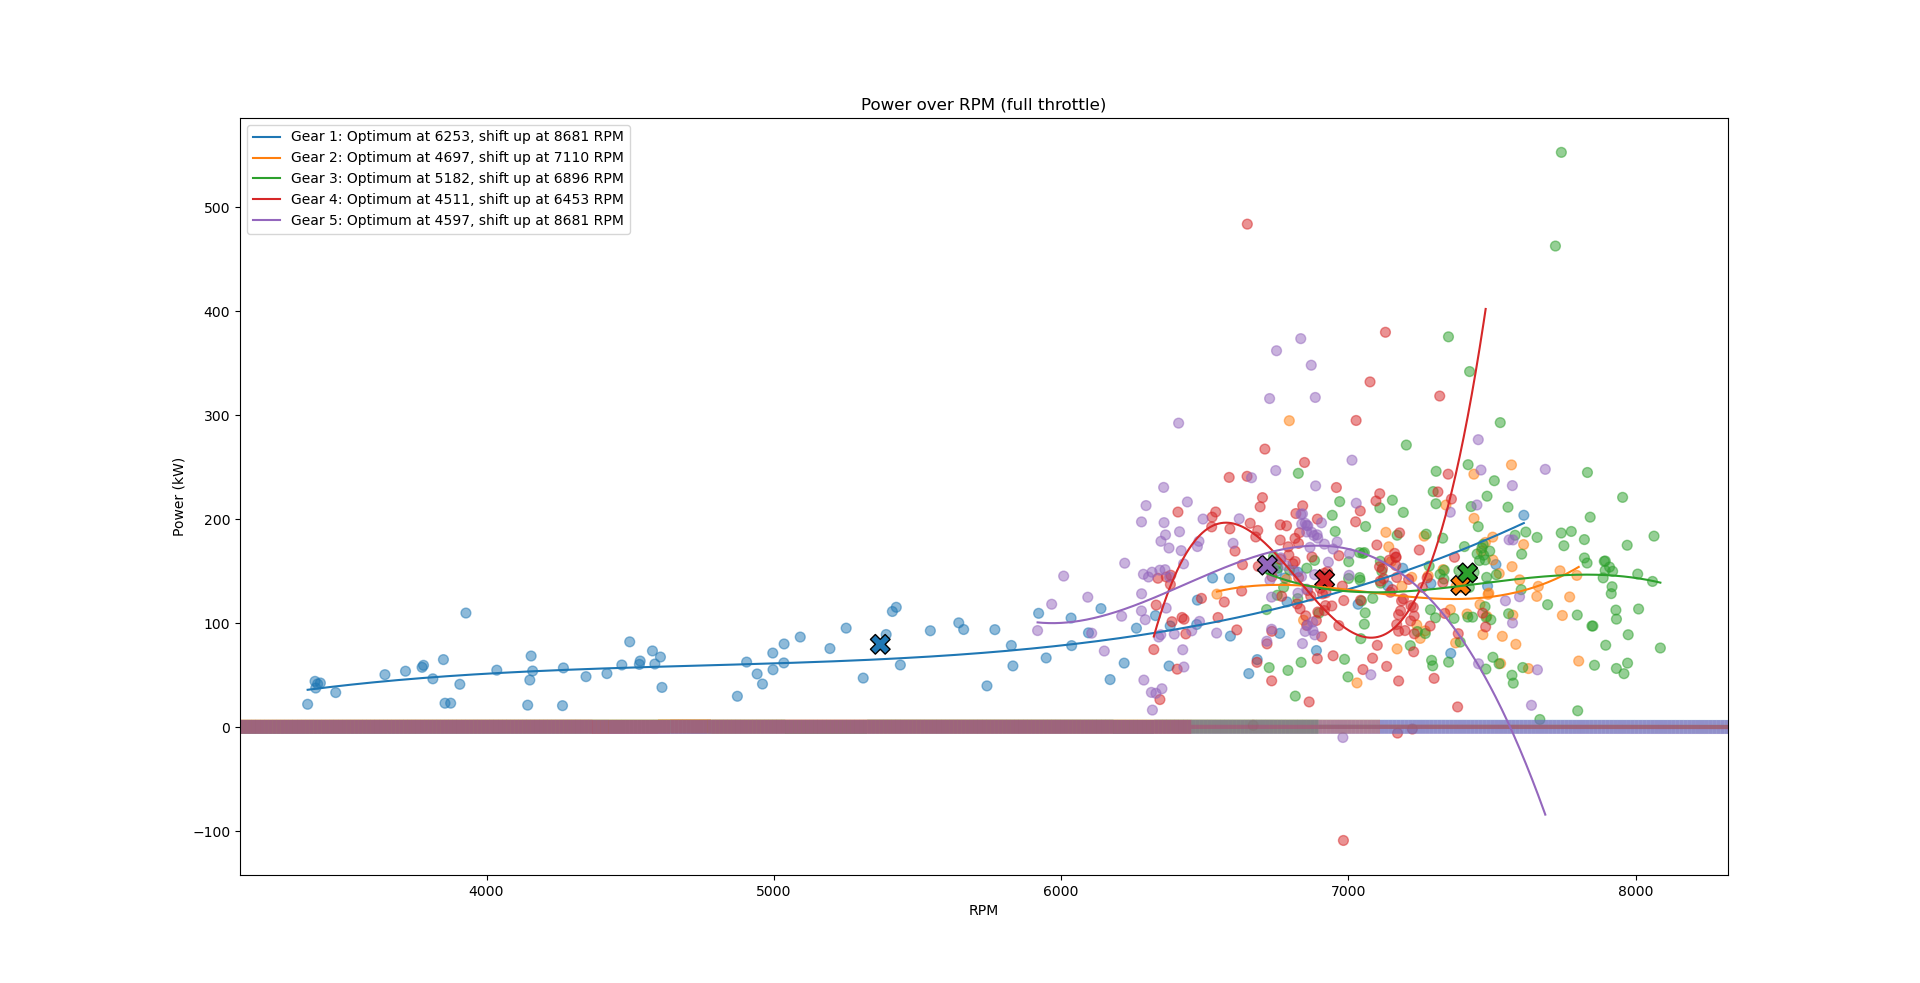 Power over RPM (full throttle)
Gear 1: Optimum at 6253, shift up at 8681 RPM
Gear 2: Optimum at 4697, shift up at 7110 RPM
Gear 3: Optimum at 5182, shift up at 6896 RPM
Gear 4: Optimum at 4511, shift up at 6453 RPM
Gear 5: Optimum at 4597, shift up at 8681 RPM
500
400
300
200
100
0
−100
Power (kW)
4000 5000 6000 7000 8000
RPM